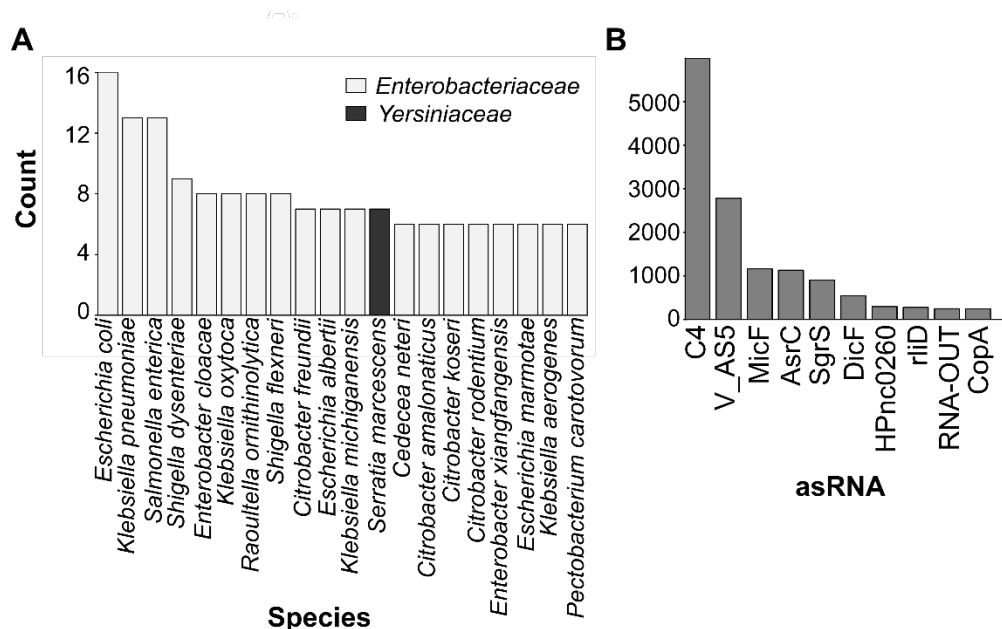 A
B
Count
16
12
8
4
0
Enterobacteriaceae
Yersiniaceae
Escherichia coli
Klebsiella pneumoniae
Salmonella enterica
Shigella dysenteriae
Enterobacter cloacae
Klebsiella oxytoca
Raoultella ornithinolytica
Shigella flexneri
Citrobacter freundii
Escherichia albertii
Klebsiella michiganensis
Serratia marcescens
Cedecea neteri
Citrobacter amalonaticus
Citrobacter koseri
Citrobacter rodentium
Enterobacter xiangfangensis
Escherichia marmotae
Klebsiella aerogenes
Pectobacterium carotovorum
Species
5000
4000
3000
2000
1000
0
C4
V_AS5
MicF
AsrC
SgrS
DicF
HPnc0260
rliD
RNA-OUT
CopA
asRNA